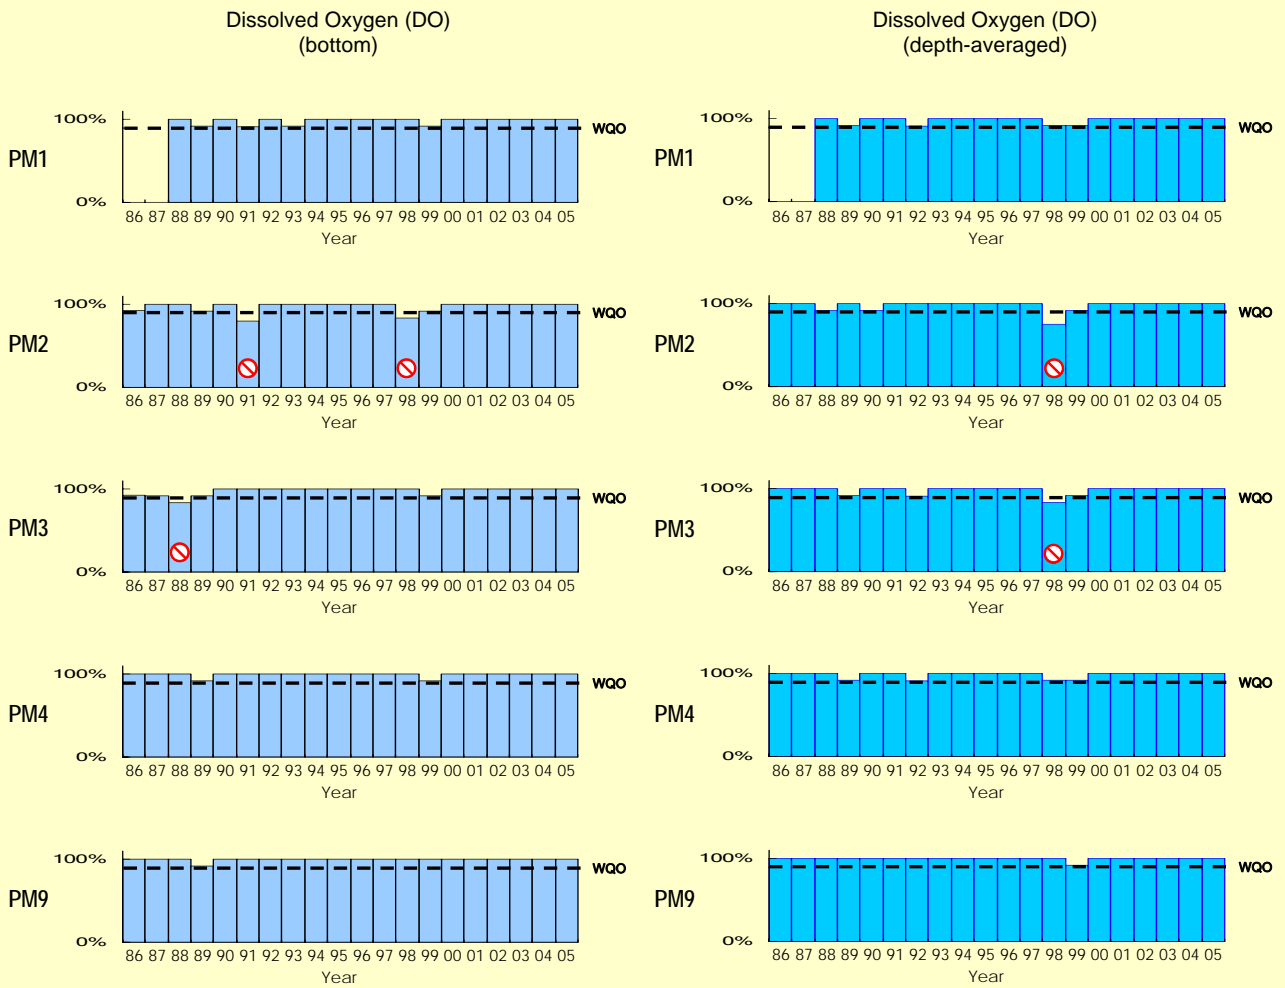 Dissolved Oxygen (DO)
(bottom)
Dissolved Oxygen (DO)
(depth-averaged)
PM1
100%
0%
WQO
86 87 88 89 90 91 92 93 94 95 96 97 98 99 00 01 02 03 04 05
Year
PM1
100%
0%
WQO
86 87 88 89 90 91 92 93 94 95 96 97 98 99 00 01 02 03 04 05
Year
PM2
100%
0%
WQO
86 87 88 89 90 91 92 93 94 95 96 97 98 99 00 01 02 03 04 05
Year
PM2
100%
0%
WQO
86 87 88 89 90 91 92 93 94 95 96 97 98 99 00 01 02 03 04 05
Year
PM3
100%
0%
WQO
86 87 88 89 90 91 92 93 94 95 96 97 98 99 00 01 02 03 04 05
Year
PM3
100%
0%
WQO
86 87 88 89 90 91 92 93 94 95 96 97 98 99 00 01 02 03 04 05
Year
PM4
100%
0%
WQO
86 87 88 89 90 91 92 93 94 95 96 97 98 99 00 01 02 03 04 05
Year
PM4
100%
0%
WQO
86 87 88 89 90 91 92 93 94 95 96 97 98 99 00 01 02 03 04 05
Year
PM9
100%
0%
WQO
86 87 88 89 90 91 92 93 94 95 96 97 98 99 00 01 02 03 04 05
Year
PM9
100%
0%
WQO
86 87 88 89 90 91 92 93 94 95 96 97 98 99 00 01 02 03 04 05
Year